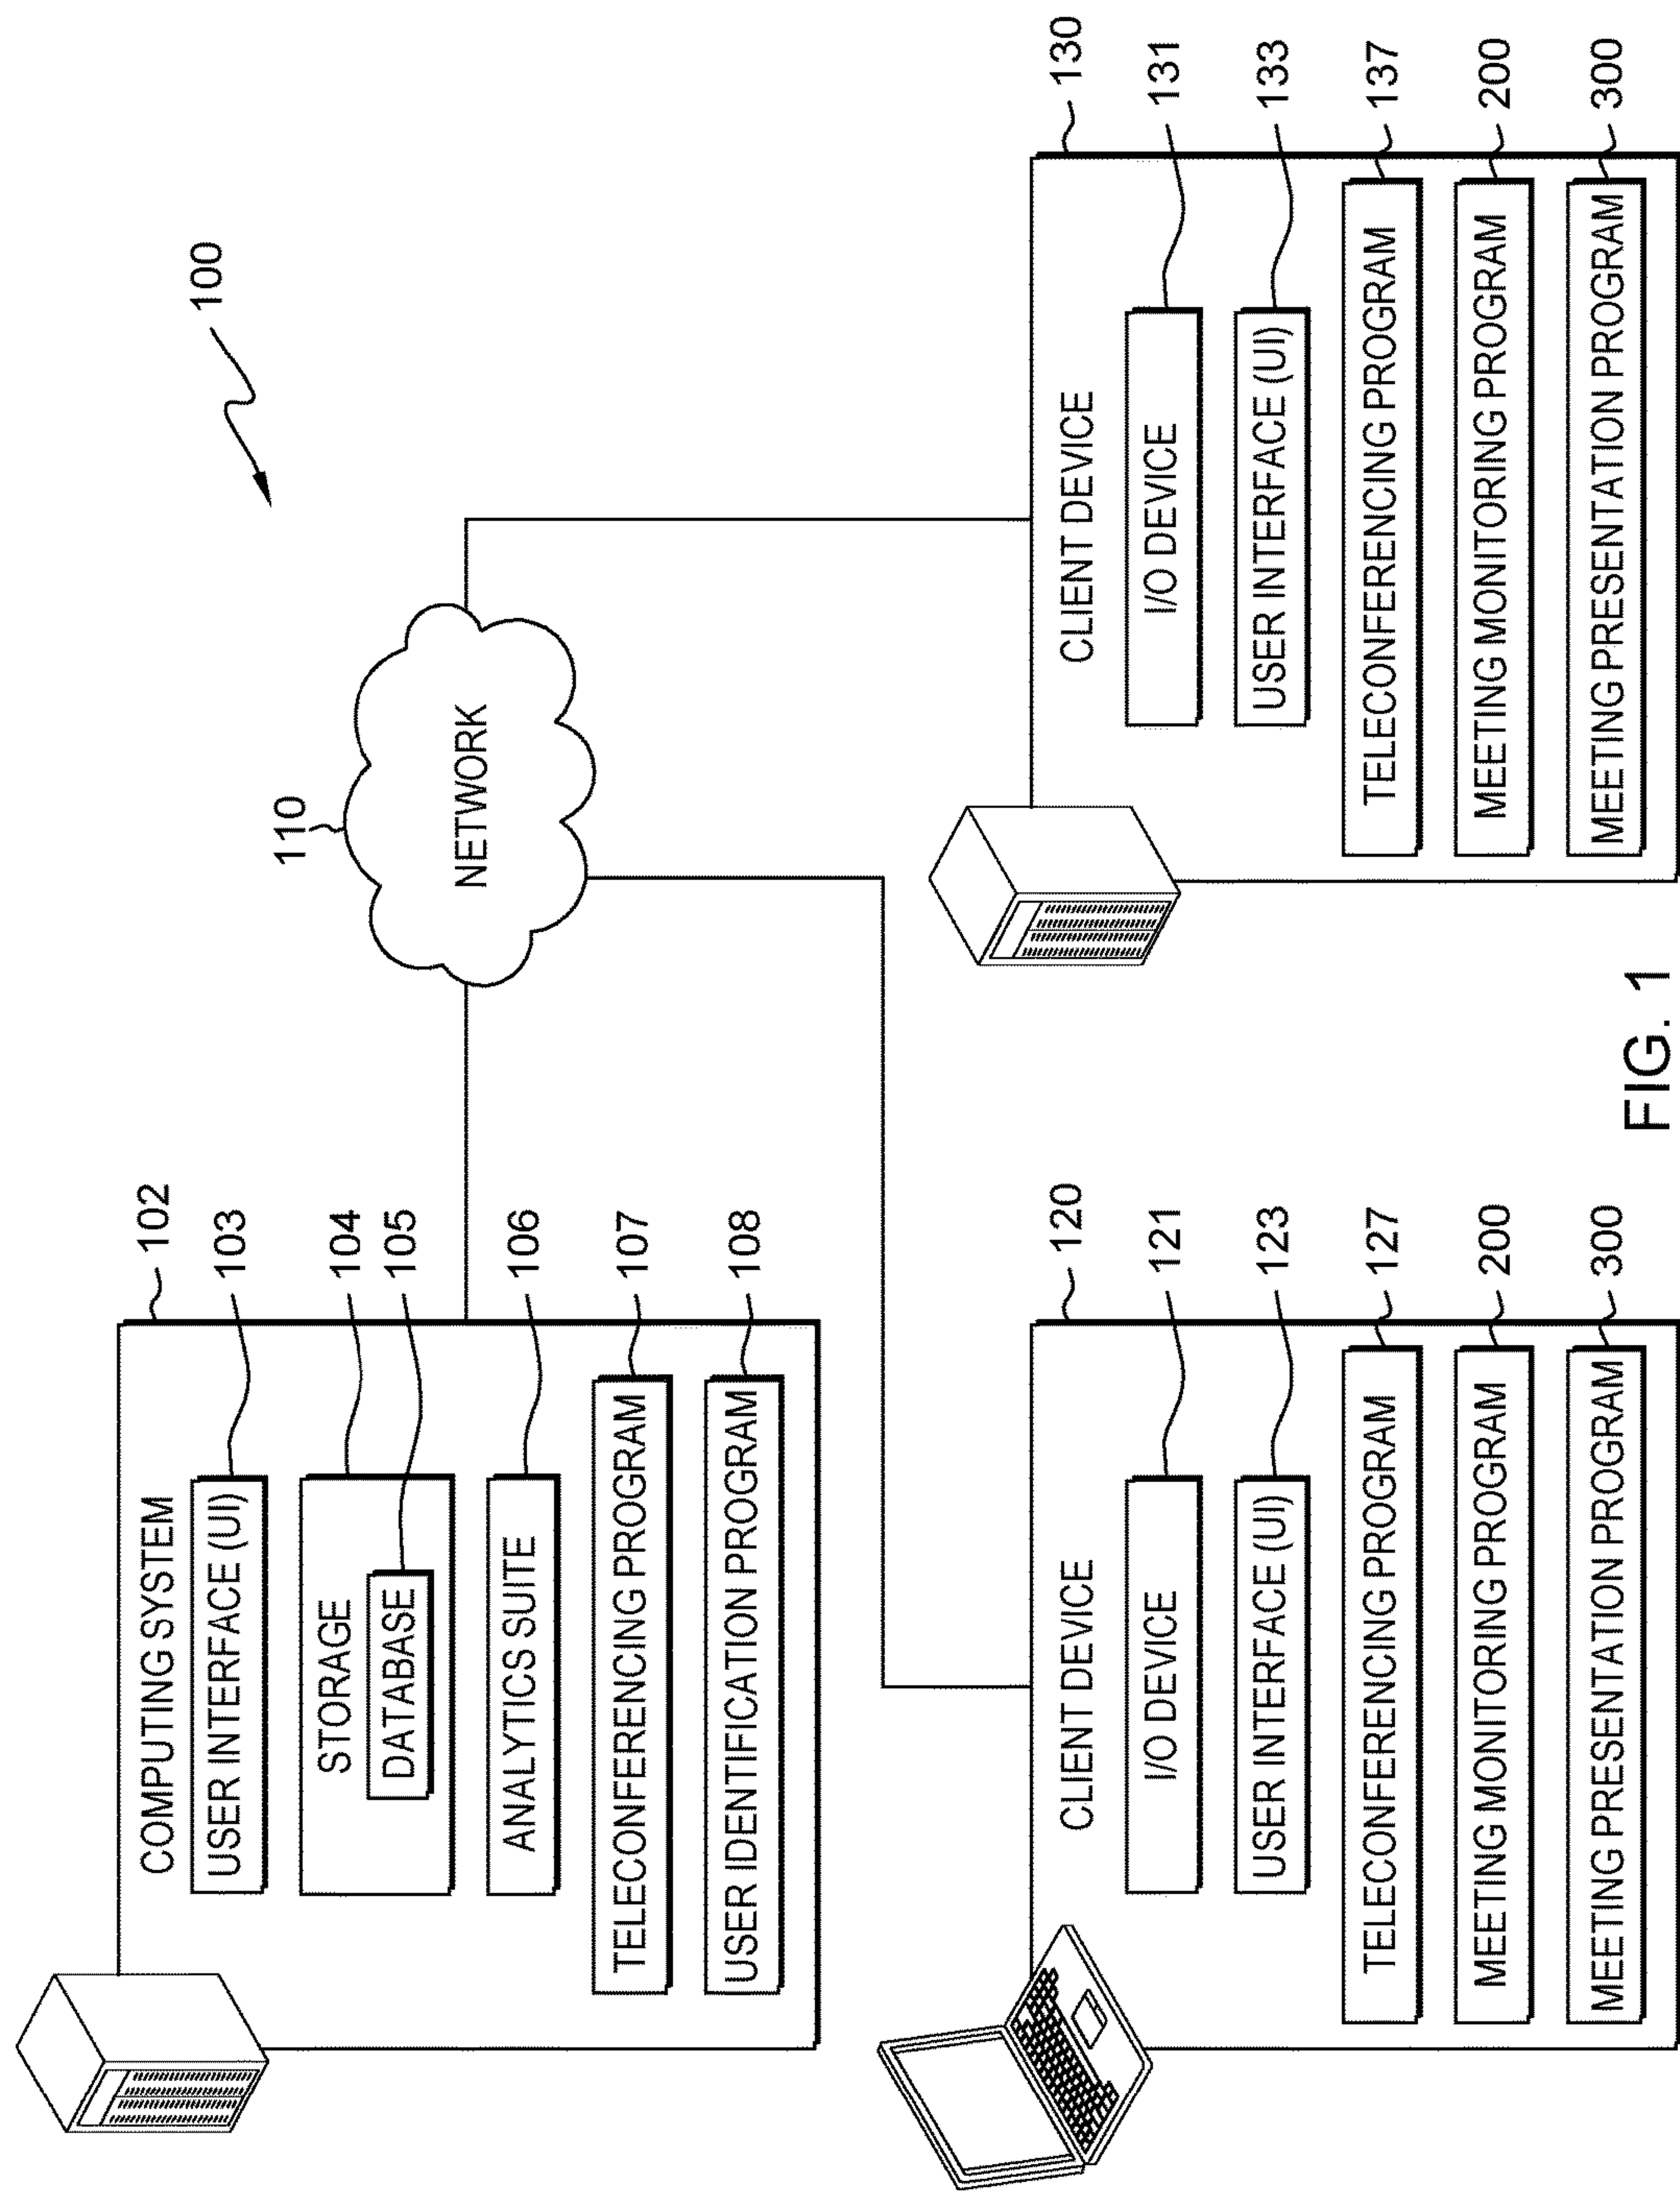 100
COMPUTING SYSTEM
102
USER INTERFACE (UI)
103
STORAGE
104
DATABASE
105
ANALYTICS SUITE
106
TELECONFERENCING PROGRAM
107
USER IDENTIFICATION PROGRAM
108
110
NETWORK
CLIENT DEVICE
120
I/O DEVICE
121
USER INTERFACE (UI)
123
TELECONFERENCING PROGRAM
127
MEETING MONITORING PROGRAM
200
MEETING PRESENTATION PROGRAM
300
CLIENT DEVICE
130
I/O DEVICE
131
USER INTERFACE (UI)
133
TELECONFERENCING PROGRAM
137
MEETING MONITORING PROGRAM
200
MEETING PRESENTATION PROGRAM
300
FIG. 1